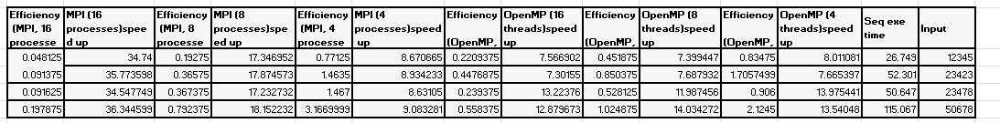 Efficiency (MPI, 16 processe	MPI (16 processes)spee d up	Efficiency (MPI, 8 processe	MPI (8 processes)spe ed up	Efficiency (MPI, 4 processe	MPI (4 processes)speed up	Efficiency (OpenMP,	OpenMP (16 threads)speed up	Efficiency (OpenMP,	OpenMP (8 threads)speed up	Efficiency (OpenMP,	OpenMP (4 threads)speed up	Seq exe time	Input
0.048125	34.74	0.19275	17.346952	0.77125	8.670665	0.2209375	7.566902	0.451875	7.399447	0.83475	8.011081	26.749	12345
0.091375	35.773598	0.36575	17.874573	1.4635	8.934233	0.4476875	7.30155	0.850375	7.687932	1.7057499	7.665397	52.301	23423
0.091625	34.547749	0.367375	17.232732	1.467	8.63105	0.239375	13.22376	0.528125	11.987456	0.906	13.975441	50.647	23478
0.197875	36.344599	0.792375	18.152232	3.1669999	9.083281	0.558375	12.879673	1.024875	14.034272	2.1245	13.54048	115.067	50678